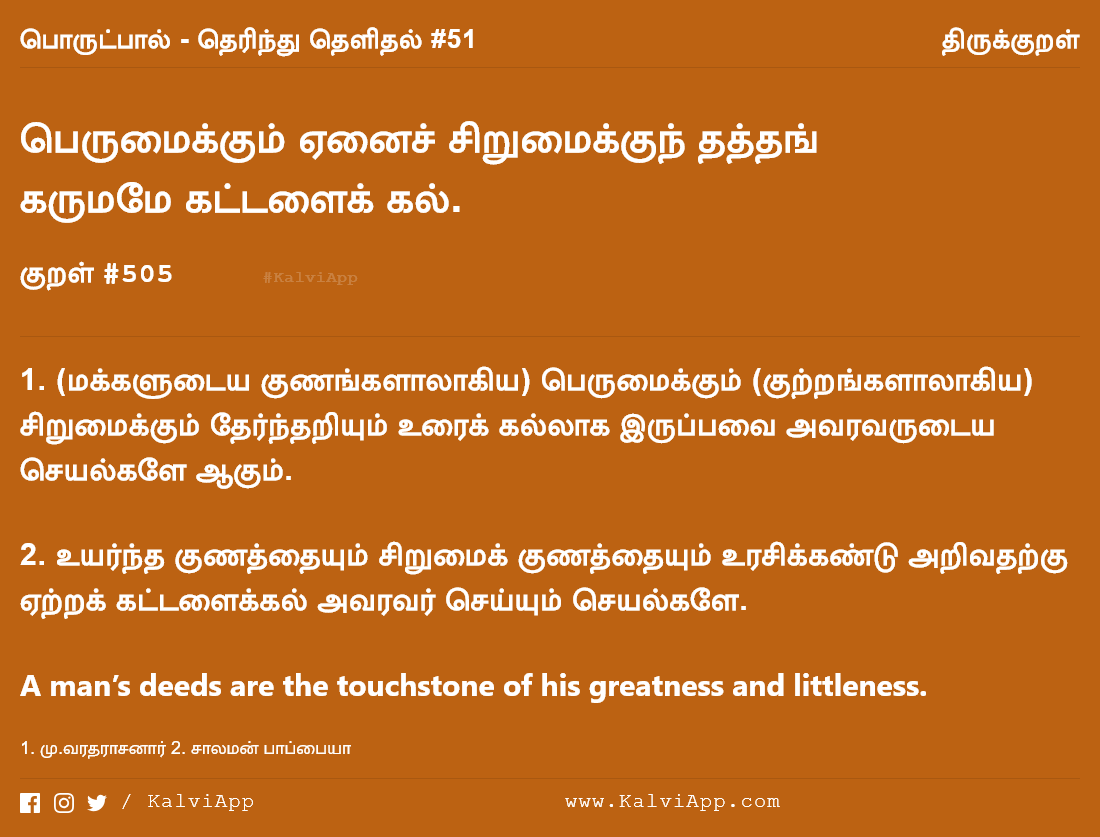 பொருட்பால் - தெரிந்து தெளிதல் #51 திருக்குறள்
பெருமைக்கும் ஏனைச் சிறுமைக்குந் தத்தங்
கருமமே கட்டளைக் கல்.
குறள் #505 #KalviApp
1. (மக்களுடைய குணங்களாலாகிய) பெருமைக்கும் (குற்றங்களாலாகிய)
சிறுமைக்கும் தேர்ந்தறியும் உரைக் கல்லாக இருப்பவை அவரவருடைய
செயல்களே ஆகும்.
2. உயர்ந்த குணத்தையும் சிறுமைக் குணத்தையும் உரசிக்கண்டு அறிவதற்கு
ஏற்றக் கட்டளைக்கல் அவரவர் செய்யும் செயல்களே.
A man’s deeds are the touchstone of his greatness and littleness.
1. மு.வரதராசனார் 2. சாலமன் பாப்பையா
/ KalviApp www.KalviApp.com